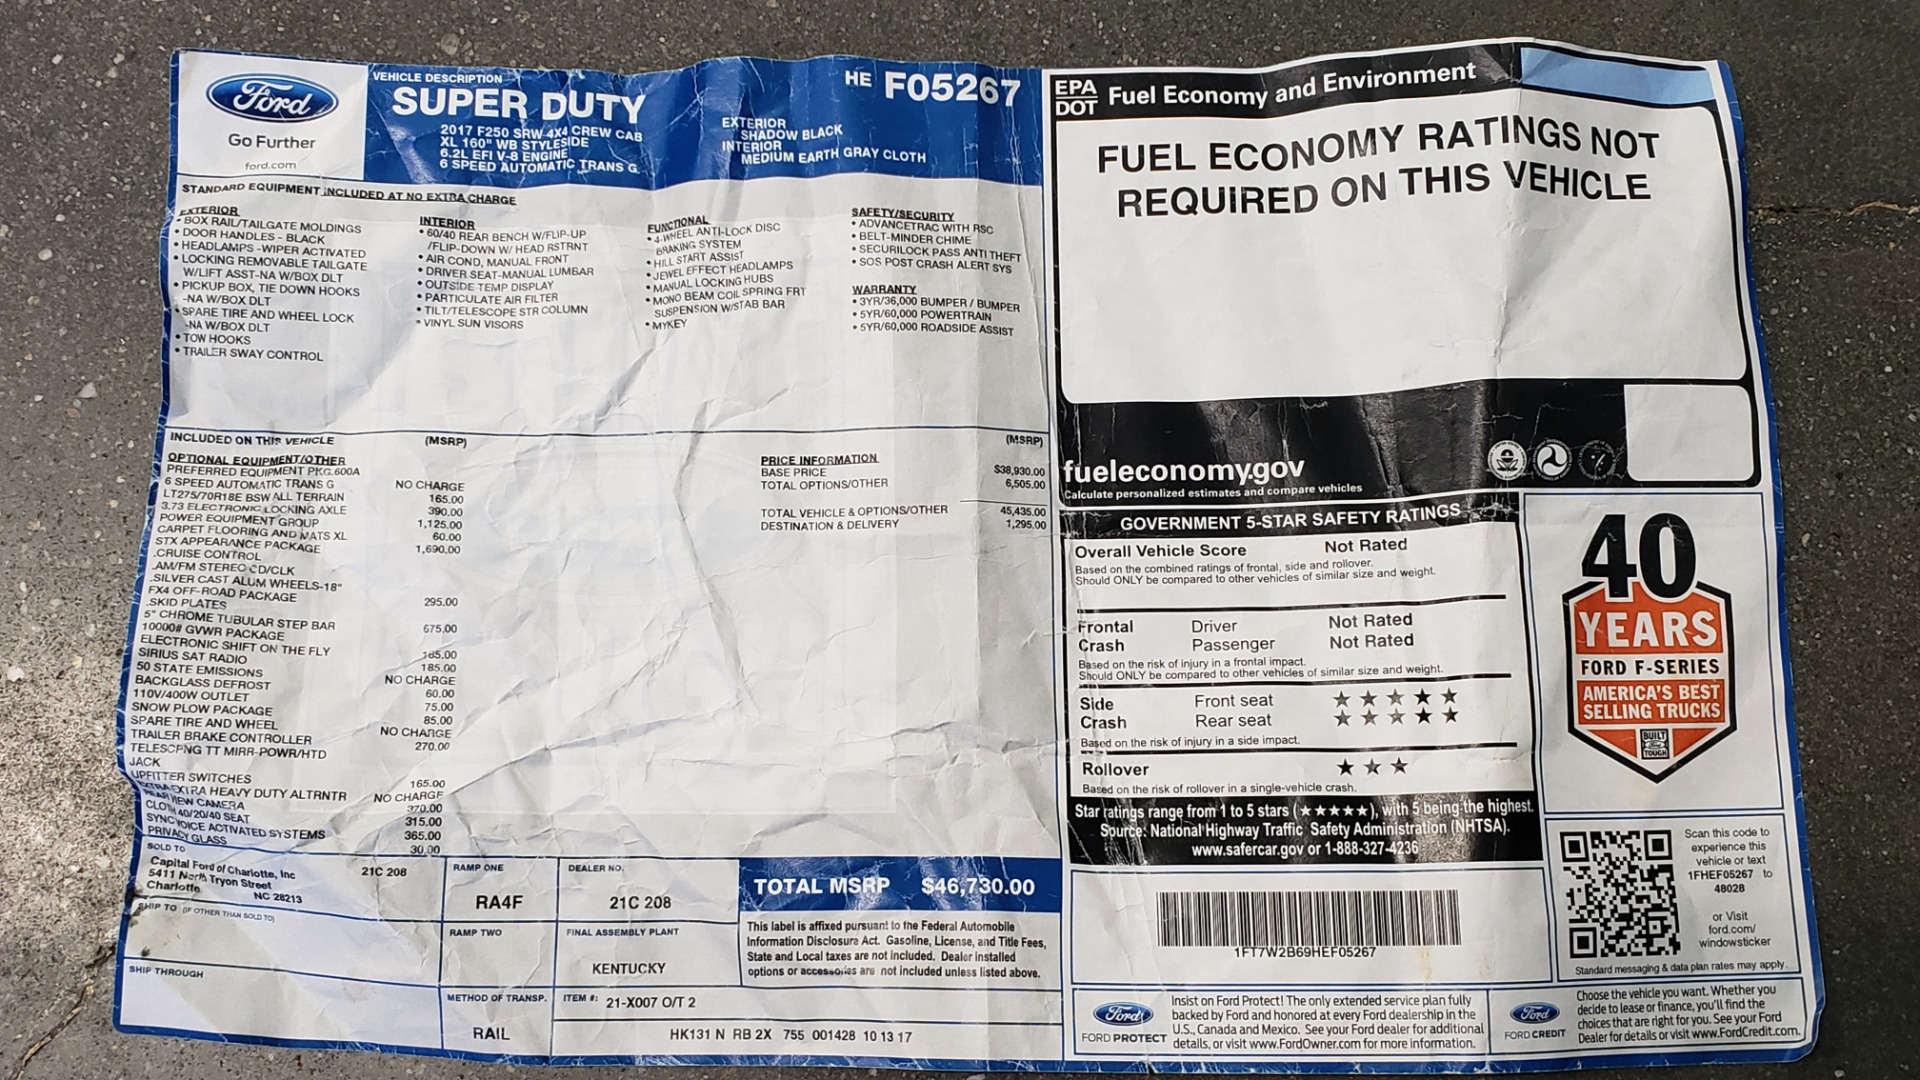 Ford
Go Further
ford.com
VEHICLE DESCRIPTION
SUPER DUTY
2017 F250 SRW 4X4 CREW CAB
XL 160" WB STYLESIDE
6.2L EFI V-8 ENGINE
6 SPEED AUTOMATIC TRANS G
HE F05267
EXTERIOR
SHADOW BLACK
INTERIOR
MEDIUM EARTH GRAY CLOTH
STANDARD EQUIPMENT INCLUDED AT NO EXTRA CHARGE
EXTERIOR
• BOX RAIL/TAILGATE MOLDINGS
• DOOR HANDLES - BLACK
• HEADLAMPS -WIPER ACTIVATED
• LOCKING REMOVABLE TAILGATE
W/LIFT ASST-NA W/BOX DLT
• PICKUP BOX, TIE DOWN HOOKS
-NA W/BOX DLT
• SPARE TIRE AND WHEEL LOCK
-NA W/BOX DLT
• TOW HOOKS
• TRAILER SWAY CONTROL
INTERIOR
• 60/40 REAR BENCH W/FLIP-UP
/FLIP-DOWN W/ HEAD RSTRNT
• AIR COND, MANUAL FRONT
• DRIVER SEAT-MANUAL LUMBAR
• OUTSIDE TEMP DISPLAY
• PARTICULATE AIR FILTER
• TILT/TELESCOPE STR COLUMN
• VINYL SUN VISORS
FUNCTIONAL
• 4-WHEEL ANTI-LOCK DISC
BRAKING SYSTEM
• HILL START ASSIST
• JEWEL EFFECT HEADLAMPS
• MANUAL LOCKING HUBS
• MONO BEAM COIL SPRING FRT
SUSPENSION W/STAB BAR
• MYKEY
SAFETY/SECURITY
• ADVANCETRAC WITH RSC
• BELT-MINDER CHIME
• SECURILOCK PASS ANTI THEFT
• SOS POST CRASH ALERT SYS
WARRANTY
• 3YR/36,000 BUMPER / BUMPER
• 5YR/60,000 POWERTRAIN
• 5YR/60,000 ROADSIDE ASSIST
INCLUDED ON THIS VEHICLE (MSRP)
OPTIONAL EQUIPMENT/OTHER
PREFERRED EQUIPMENT PKG.600A
6 SPEED AUTOMATIC TRANS G NO CHARGE
LT275/70R18E BSW ALL TERRAIN 165.00
3.73 ELECTRONIC LOCKING AXLE 390.00
POWER EQUIPMENT GROUP 1,125.00
CARPET FLOORING AND MATS XL 60.00
STX APPEARANCE PACKAGE 1,690.00
.CRUISE CONTROL
.AM/FM STEREO CD/CLK
.SILVER CAST ALUM WHEELS-18"
FX4 OFF-ROAD PACKAGE 295.00
.SKID PLATES
5" CHROME TUBULAR STEP BAR 675.00
10000# GVWR PACKAGE
ELECTRONIC SHIFT ON THE FLY 185.00
SIRIUS SAT RADIO 185.00
50 STATE EMISSIONS NO CHARGE
BACKGLASS DEFROST 60.00
110V/400W OUTLET 75.00
SNOW PLOW PACKAGE 85.00
SPARE TIRE AND WHEEL NO CHARGE
TRAILER BRAKE CONTROLLER 270.00
TELESCPNG TT MIRR-POWR/HTD
JACK
UPFITTER SWITCHES 165.00
EXTRA EXTRA HEAVY DUTY ALTRNTR NO CHARGE
REAR VIEW CAMERA 370.00
CLOTH 40/20/40 SEAT 315.00
SYNC VOICE ACTIVATED SYSTEMS 365.00
PRIVACY GLASS 30.00
(MSRP)
PRICE INFORMATION
BASE PRICE $38,930.00
TOTAL OPTIONS/OTHER 6,505.00
TOTAL VEHICLE & OPTIONS/OTHER 45,435.00
DESTINATION & DELIVERY 1,295.00
SOLD TO
Capital Ford of Charlotte, Inc 21C 208
5411 North Tryon Street
Charlotte
NC 28213
SHIP TO (IF OTHER THAN SOLD TO)
SHIP THROUGH
RAMP ONE
RA4F
RAMP TWO
METHOD OF TRANSP.
RAIL
DEALER NO.
21C 208
FINAL ASSEMBLY PLANT
KENTUCKY
ITEM #: 21-X007 O/T 2
HK131 N RB 2X 755 001428 10 13 17
TOTAL MSRP $46,730.00
This label is affixed pursuant to the Federal Automobile
Information Disclosure Act. Gasoline, License, and Title Fees,
State and Local taxes are not included. Dealer installed
options or accessories are not included unless listed above.
EPA
DOT
Fuel Economy and Environment
FUEL ECONOMY RATINGS NOT
REQUIRED ON THIS VEHICLE
fueleconomy.gov
Calculate personalized estimates and compare vehicles
GOVERNMENT 5-STAR SAFETY RATINGS
Overall Vehicle Score Not Rated
Based on the combined ratings of frontal, side and rollover.
Should ONLY be compared to other vehicles of similar size and weight.
Frontal Driver Not Rated
Crash Passenger Not Rated
Based on the risk of injury in a frontal impact.
Should ONLY be compared to other vehicles of similar size and weight.
Side Front seat ★★★★★
Crash Rear seat ★★★★★
Based on the risk of injury in a side impact.
Rollover ★★★
Based on the risk of rollover in a single-vehicle crash.
Star ratings range from 1 to 5 stars (★★★★★), with 5 being the highest.
Source: National Highway Traffic Safety Administration (NHTSA).
www.safercar.gov or 1-888-327-4236
40
YEARS
FORD F-SERIES
AMERICA'S BEST
SELLING TRUCKS
BUILT
Ford
TOUGH
1FT7W2B69HEF05267
Scan this code to
experience this
vehicle or text
1FHEF05267 to
48028
or Visit
ford.com/
windowsticker
Standard messaging & data plan rates may apply.
Ford
FORD PROTECT
Insist on Ford Protect! The only extended service plan fully
backed by Ford and honored at every Ford dealership in the
U.S., Canada and Mexico. See your Ford dealer for additional
details, or visit www.FordOwner.com for more information.
Ford
FORD CREDIT
Choose the vehicle you want. Whether you
decide to lease or finance, you'll find the
choices that are right for you. See your Ford
Dealer for details or visit www.FordCredit.com.